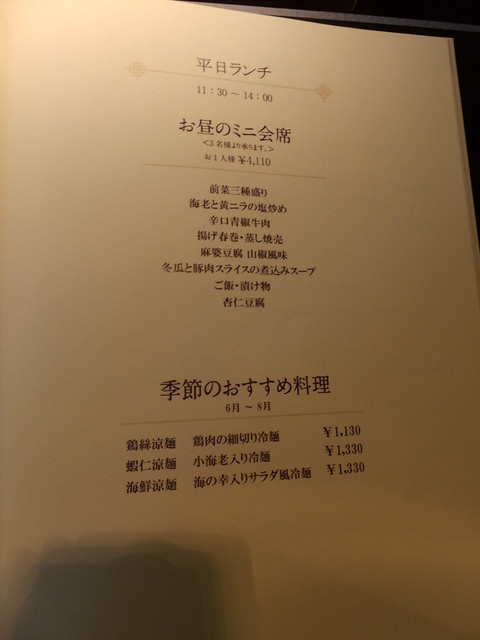 平日ランチ
11：30 ～ 14：00
お昼のミニ会席
＜3 名様より承ります。＞
お1人様 ￥4,110
前菜三種盛り
海老と黄ニラの塩炒め
辛口青椒牛肉
揚げ春巻・蒸し焼売
麻婆豆腐 山椒風味
冬瓜と豚肉スライスの煮込みスープ
ご飯・漬け物
杏仁豆腐
季節のおすすめ料理
6月 ～ 8月
鶏絲涼麺 鶏肉の細切り冷麺 ￥1,130
蝦仁涼麺 小海老入り冷麺 ￥1,330
海鮮涼麺 海の幸入りサラダ風冷麺 ￥1,330